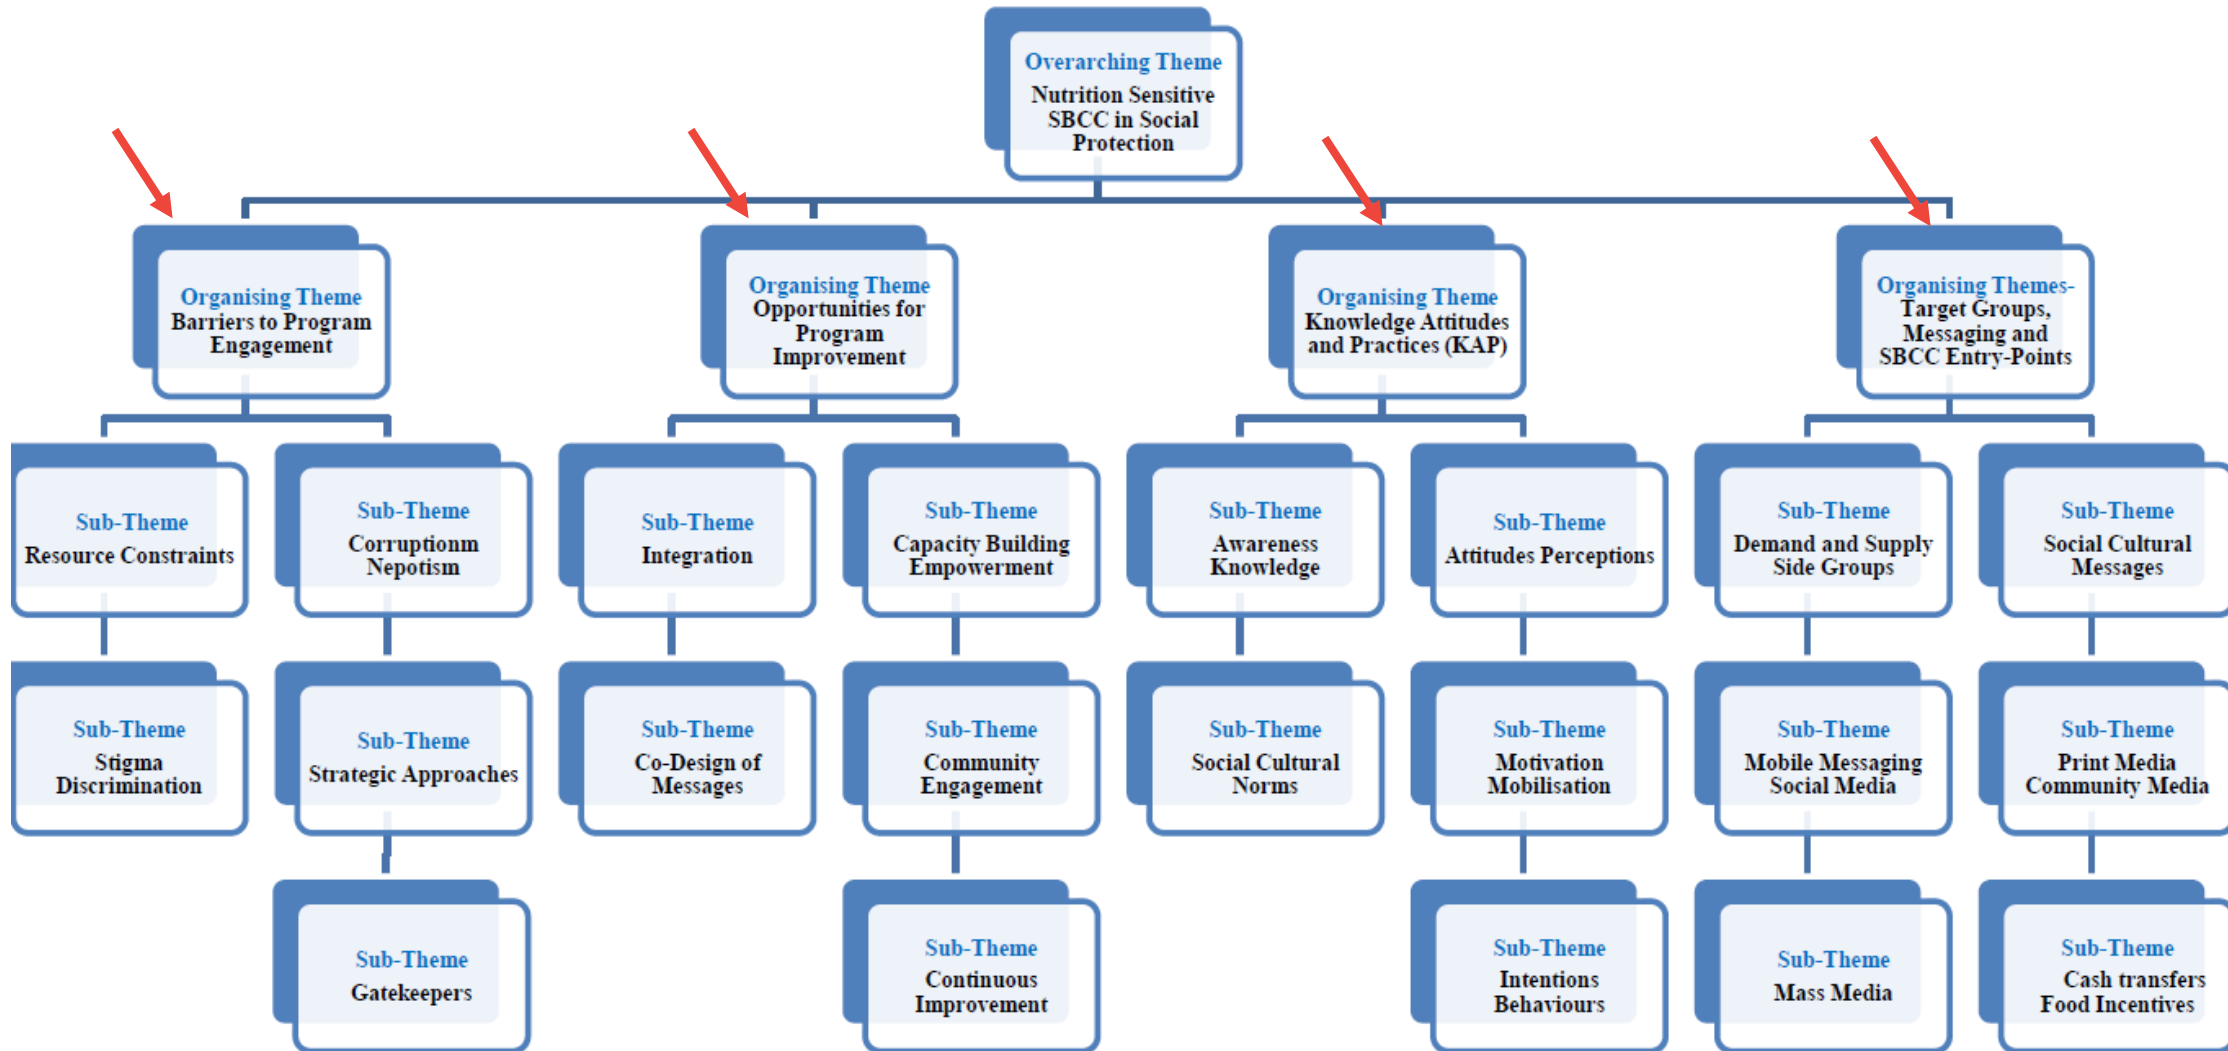 Overarching Theme
Nutrition Sensitive
SBCC in Social
Protection
Organising Theme
Barriers to Program
Engagement
Organising Theme
Opportunities for
Program
Improvement
Organising Theme
Knowledge Attitudes
and Practices (KAP)
Organising Themes-
Target Groups,
Messaging and
SBCC Entry-Points
Sub-Theme
Resource Constraints
Sub-Theme
Corruptionm
Nepotism
Sub-Theme
Integration
Sub-Theme
Capacity Building
Empowerment
Sub-Theme
Awareness
Knowledge
Sub-Theme
Attitudes Perceptions
Sub-Theme
Demand and Supply
Side Groups
Sub-Theme
Social Cultural
Messages
Sub-Theme
Stigma
Discrimination
Sub-Theme
Strategic Approaches
Sub-Theme
Co-Design of
Messages
Sub-Theme
Community
Engagement
Sub-Theme
Social Cultural
Norms
Sub-Theme
Motivation
Mobilisation
Sub-Theme
Mobile Messaging
Social Media
Sub-Theme
Print Media
Community Media
Sub-Theme
Gatekeepers
Sub-Theme
Continuous
Improvement
Sub-Theme
Intentions
Behaviours
Sub-Theme
Mass Media
Sub-Theme
Cash transfers
Food Incentives